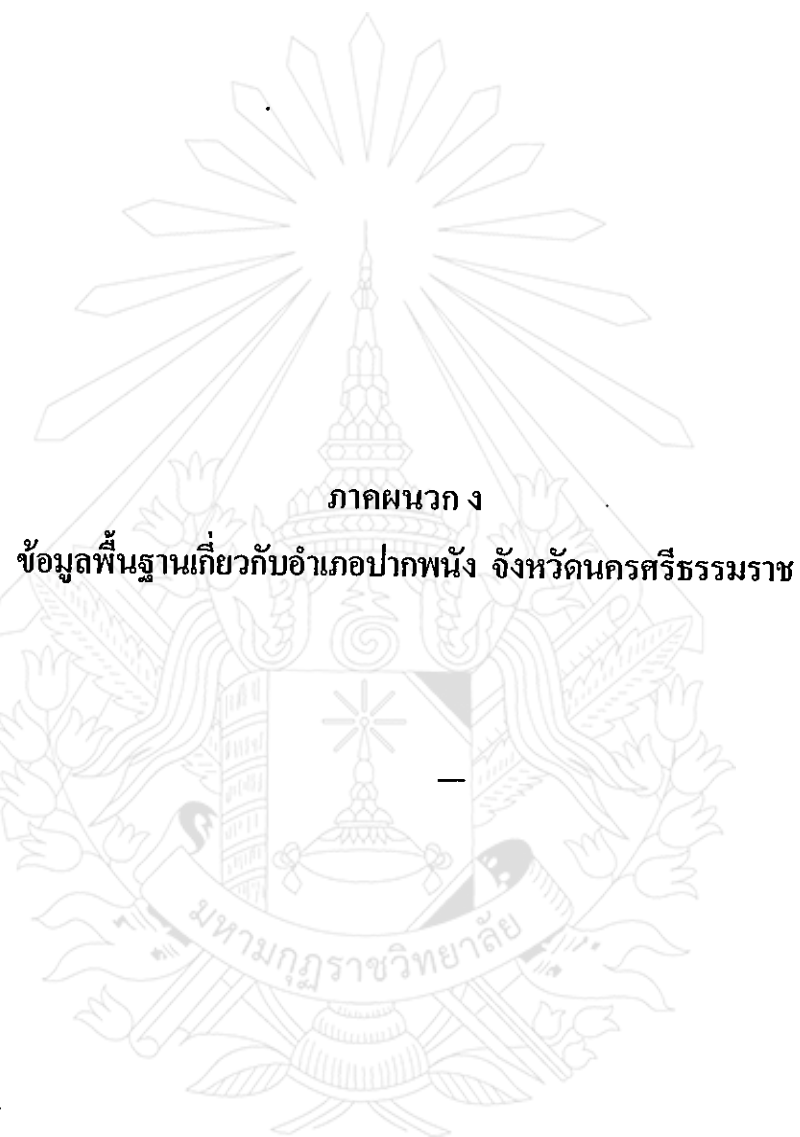 ภาคผนวก ง
ข้อมูลพื้นฐานเกี่ยวกับอำเภอปากพนัง จังหวัดนครศรีธรรมราช
มหามกุฏราชวิทยาลัย